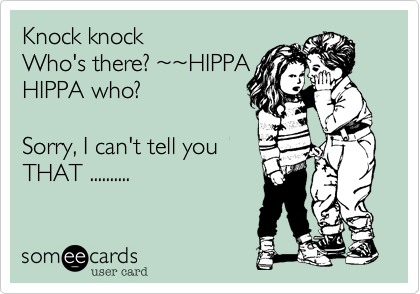 Knock knock
Who's there? ~~HIPPA
HIPPA who?
Sorry, I can't tell you
THAT ..........
someecards
user card